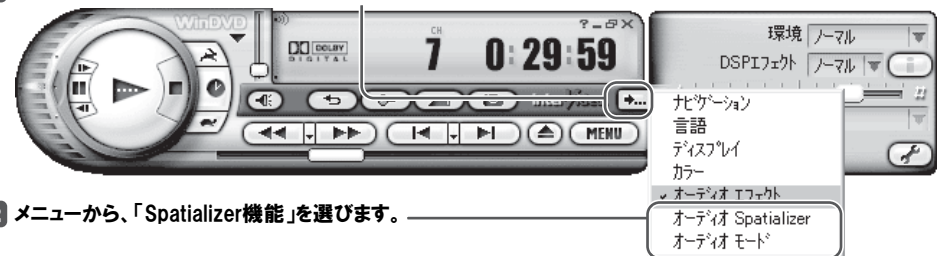 WinDVD
DOLBY
DIGITAL
CH
7 0:29:59
MENU
環境 ノーマル
DSPエフェクト ノーマル
ナビゲーション
言語
ディスプレイ
カラー
✓ オーディオ エフェクト
オーディオ Spatializer
オーディオ モード
メニューから、「Spatializer機能」を選びます。